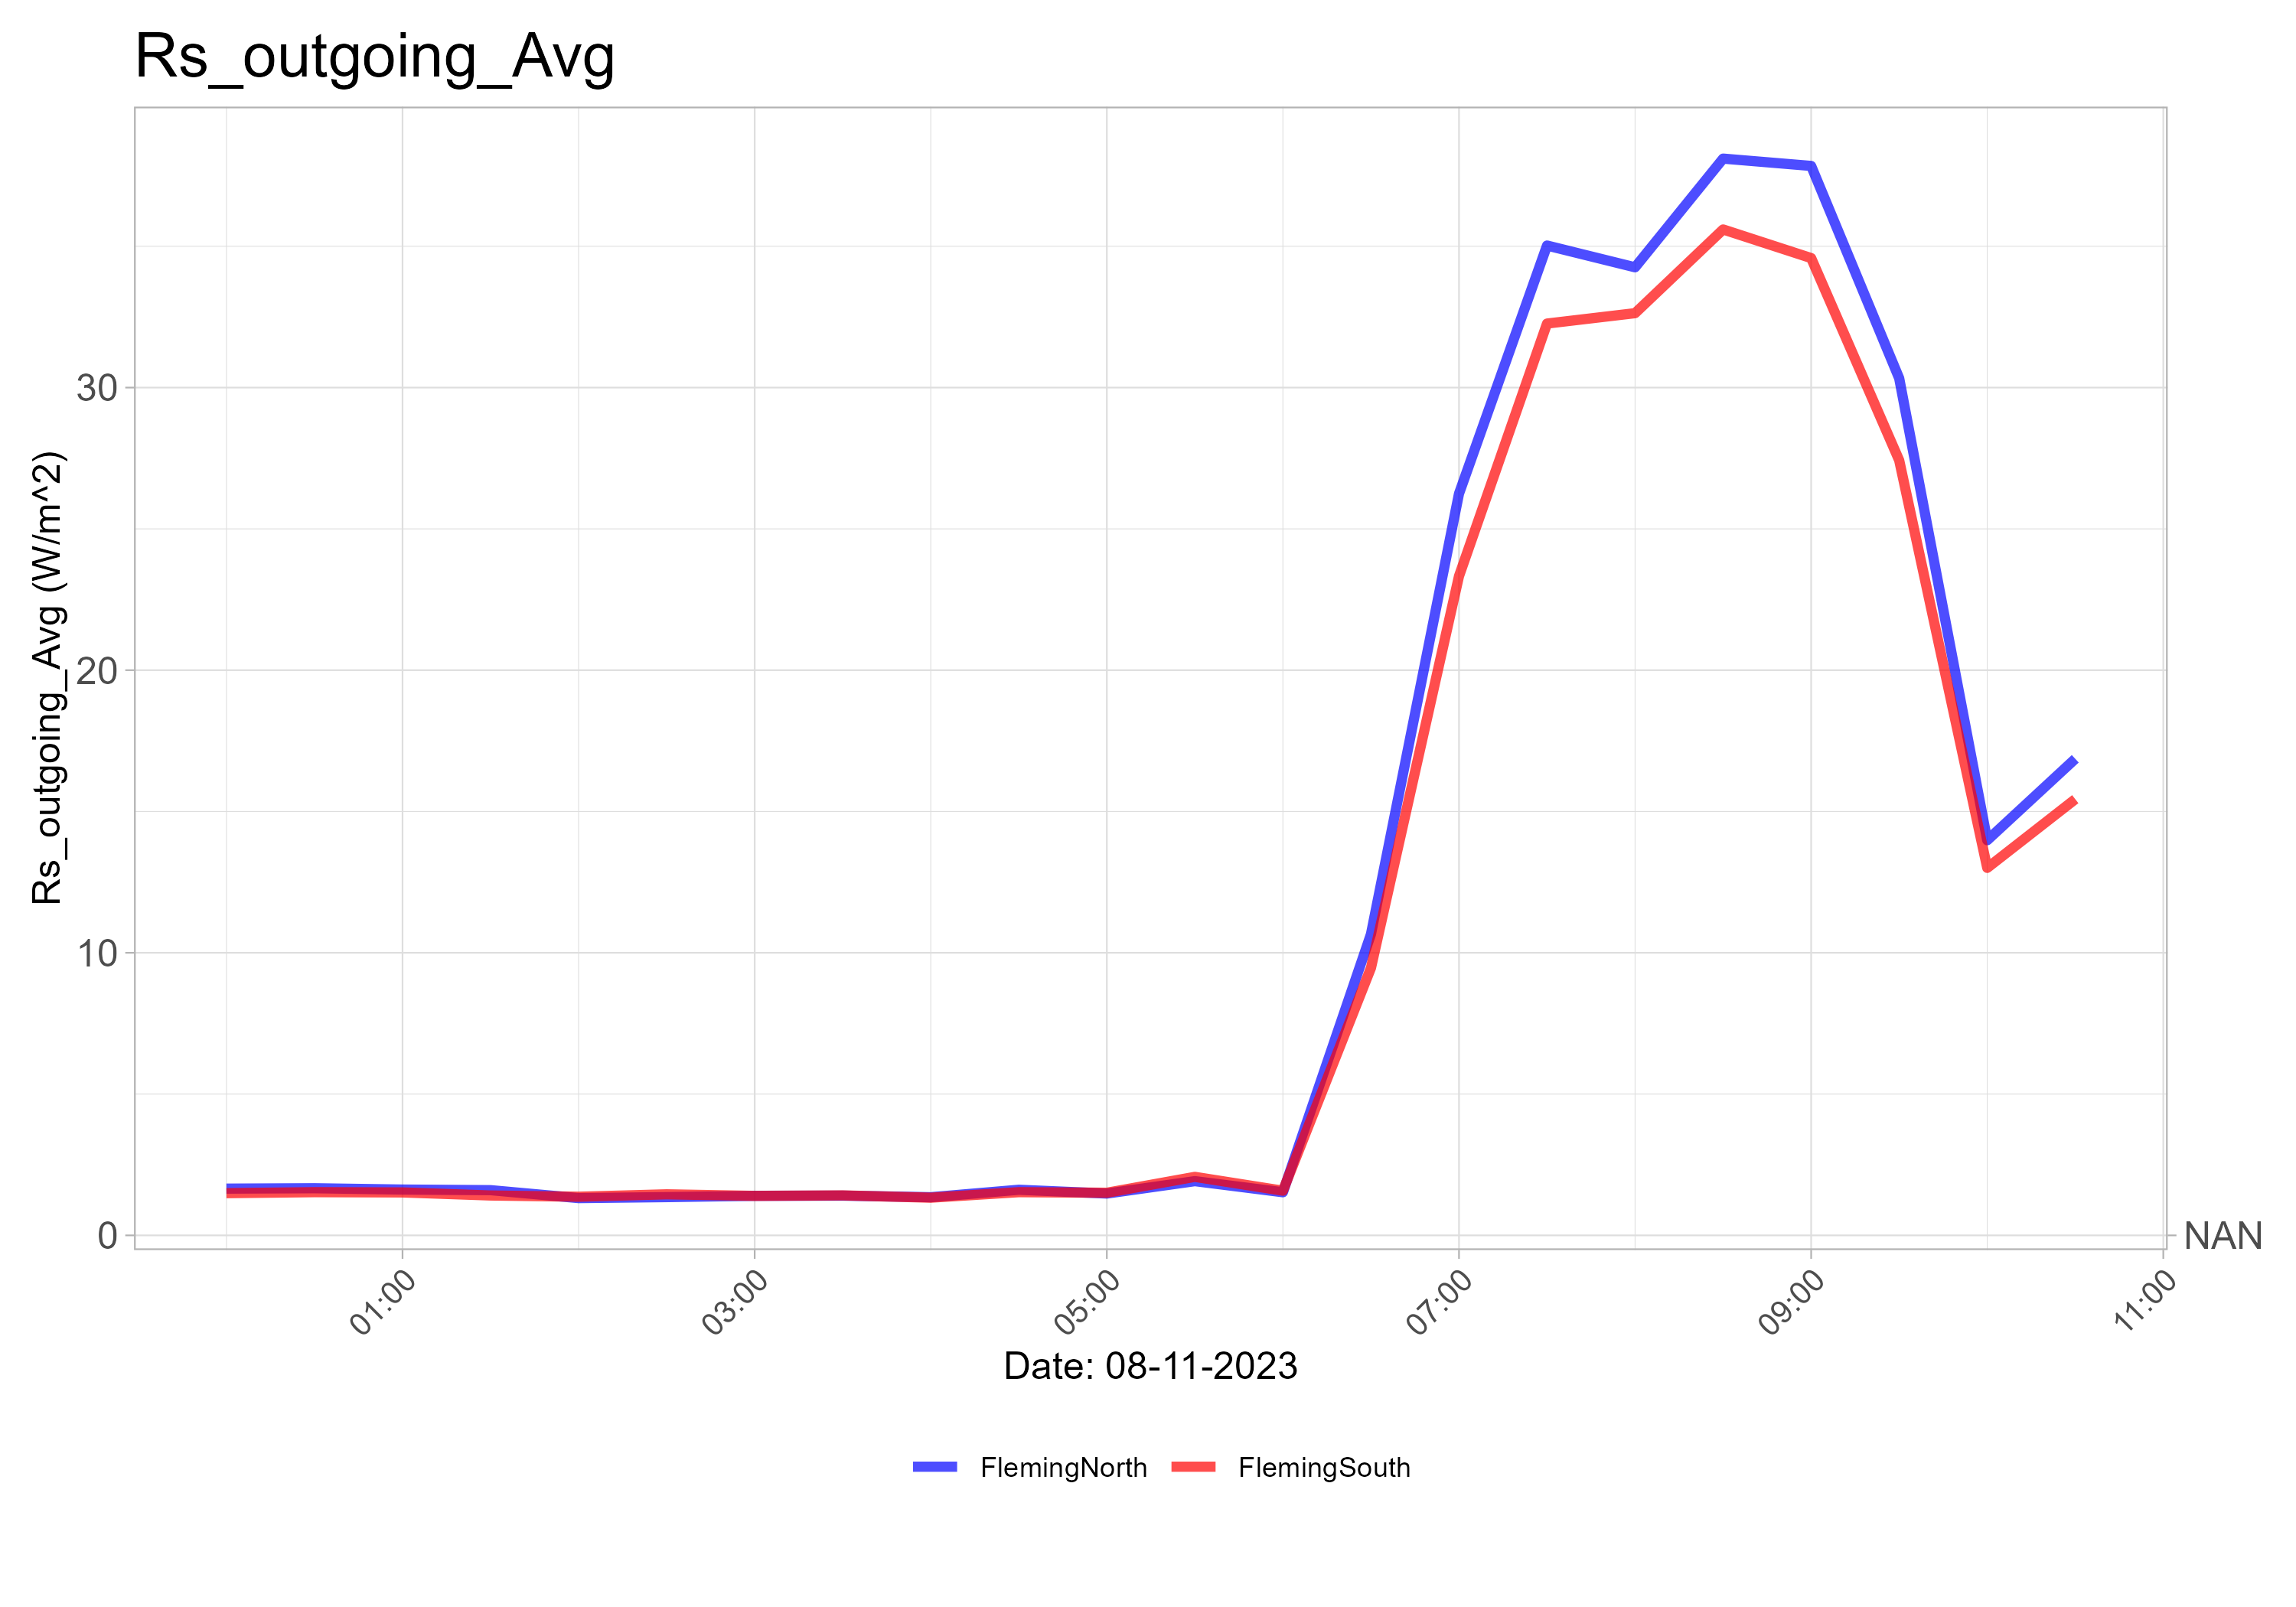 Rs_outgoing_Avg
Rs_outgoing_Avg (W/m^2)
30
20
10
0
NAN
01:00 03:00 05:00 07:00 09:00 11:00
Date: 08-11-2023
FlemingNorth FlemingSouth